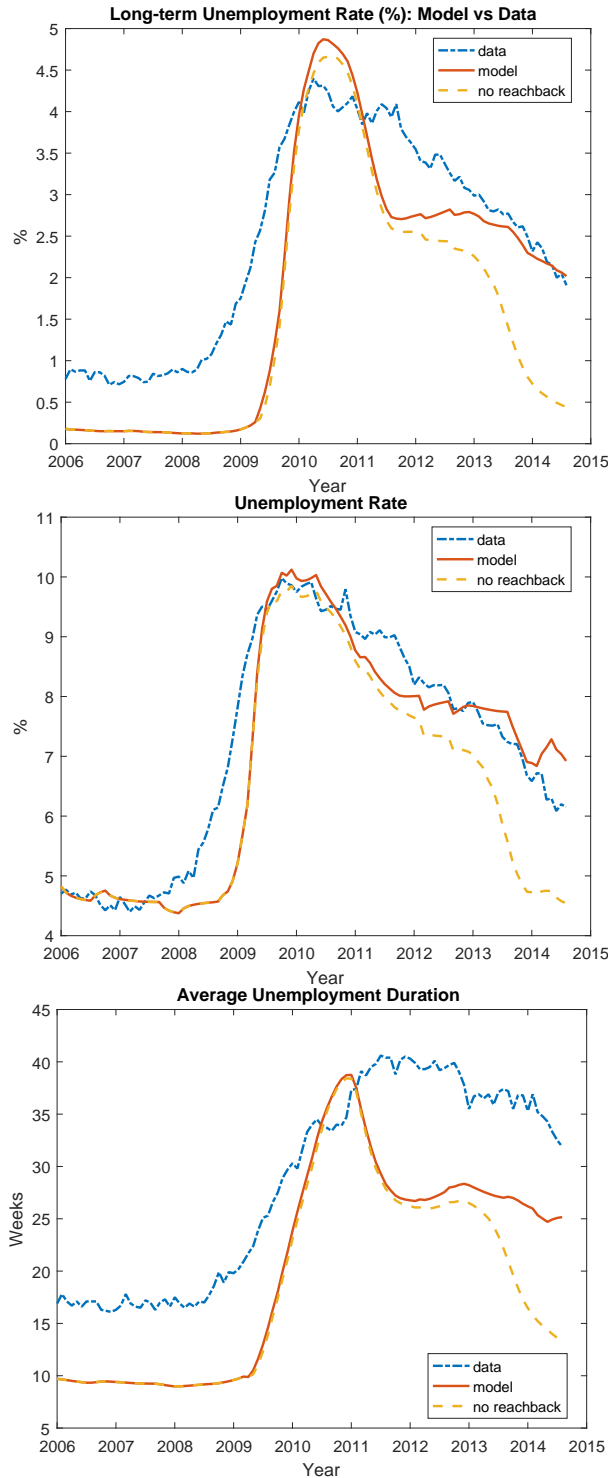 Long-term Unemployment Rate (%): Model vs Data
5
4.5
4
3.5
3
2.5
2
1.5
1
0.5
0
%
data
model
no reachback
2006 2007 2008 2009 2010 2011 2012 2013 2014 2015
Year
Unemployment Rate
11
10
9
8
7
6
5
4
%
data
model
no reachback
2006 2007 2008 2009 2010 2011 2012 2013 2014 2015
Year
Average Unemployment Duration
45
40
35
30
25
20
15
10
5
Weeks
data
model
no reachback
2006 2007 2008 2009 2010 2011 2012 2013 2014 2015
Year